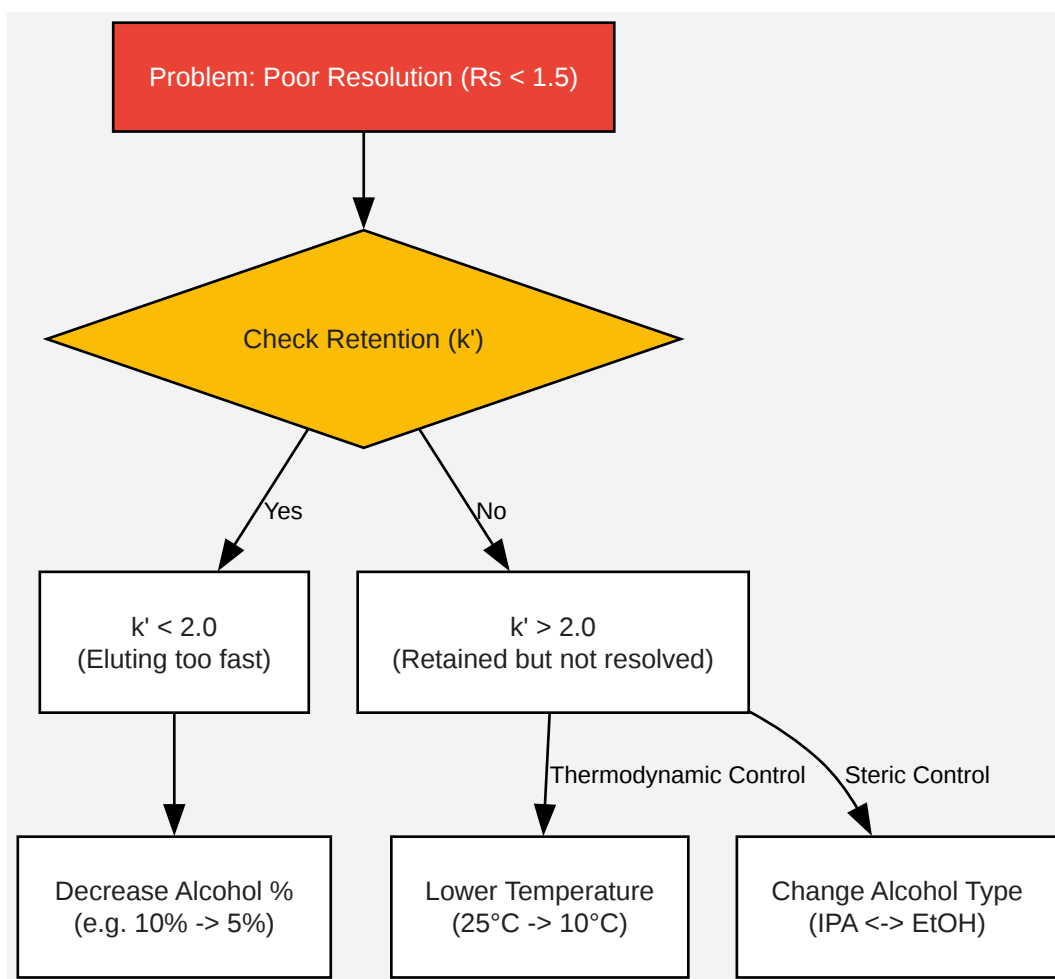 Problem: Poor Resolution (Rs < 1.5)
Check Retention (k')
Yes
No
k' < 2.0
(Eluting too fast)
k' > 2.0
(Retained but not resolved)
Thermodynamic Control
Steric Control
Decrease Alcohol %
(e.g. 10% -> 5%)
Lower Temperature
(25°C -> 10°C)
Change Alcohol Type
(IPA <-> EtOH)